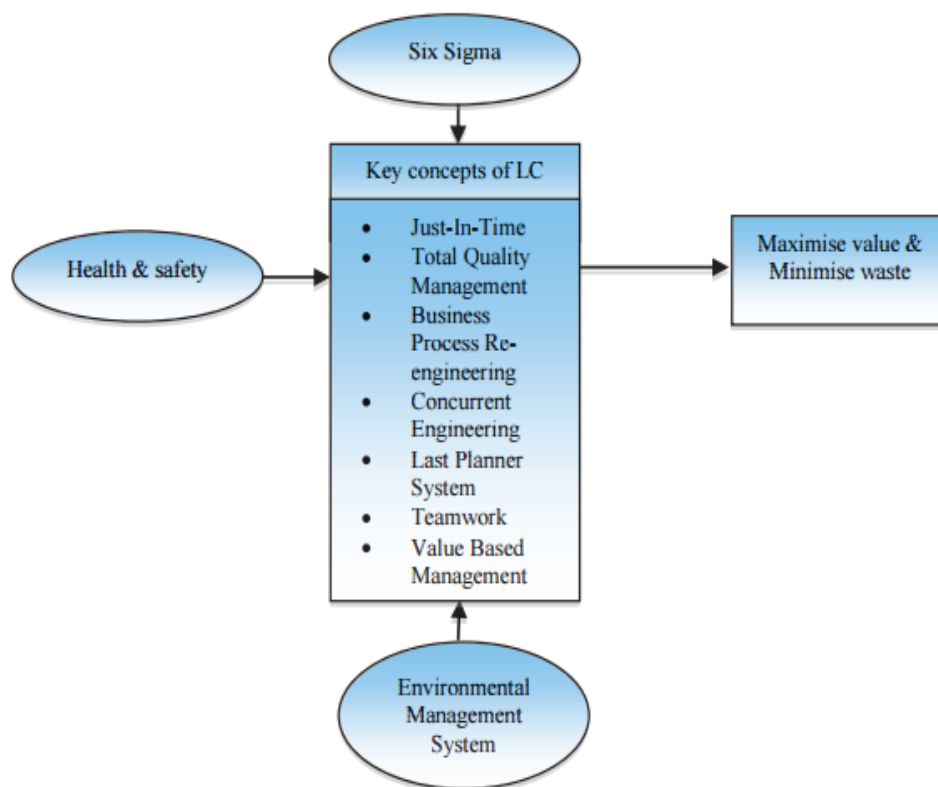 Six Sigma
Key concepts of LC
• Just-In-Time
• Total Quality
Management
• Business
Process Re-
engineering
• Concurrent
Engineering
• Last Planner
System
• Teamwork
• Value Based
Management
Health & safety
Maximise value &
Minimise waste
Environmental
Management
System